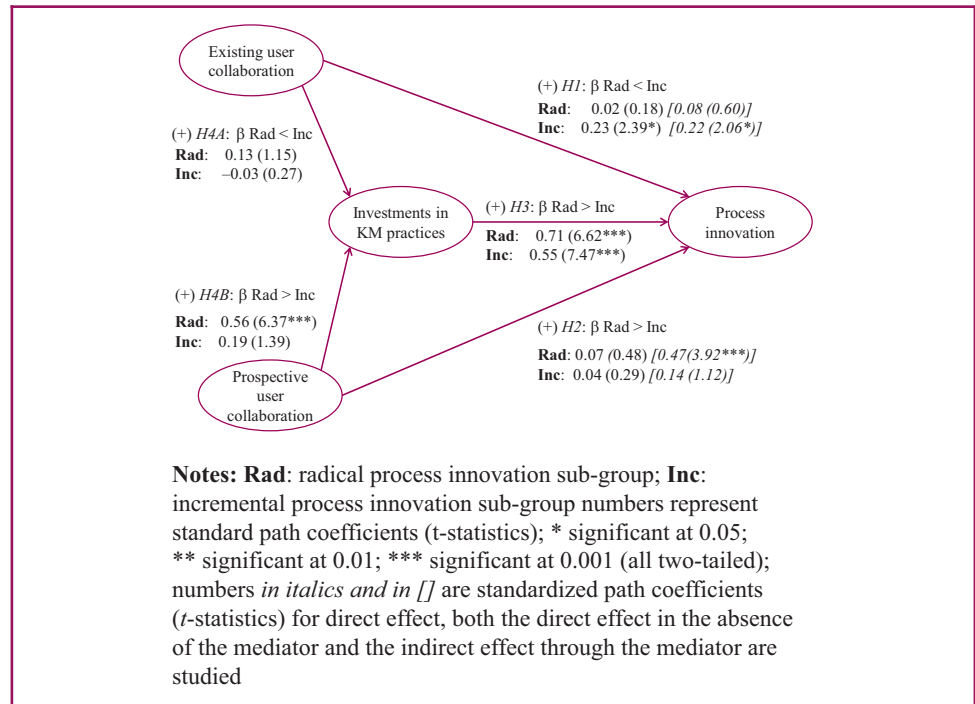 Existing user
collaboration
(+) H1: β Rad < Inc
Rad: 0.02 (0.18) [0.08 (0.60)]
Inc: 0.23 (2.39*) [0.22 (2.06*)]
(+) H4A: β Rad < Inc
Rad: 0.13 (1.15)
Inc: –0.03 (0.27)
Investments in
KM practices
(+) H3: β Rad > Inc
Rad: 0.71 (6.62***)
Inc: 0.55 (7.47***)
Process
innovation
(+) H4B: β Rad > Inc
Rad: 0.56 (6.37***)
Inc: 0.19 (1.39)
(+) H2: β Rad > Inc
Rad: 0.07 (0.48) [0.47(3.92***)]
Inc: 0.04 (0.29) [0.14 (1.12)]
Prospective
user
collaboration
Notes: Rad: radical process innovation sub-group; Inc:
incremental process innovation sub-group numbers represent
standard path coefficients (t-statistics); * significant at 0.05;
** significant at 0.01; *** significant at 0.001 (all two-tailed);
numbers in italics and in [] are standardized path coefficients
(t-statistics) for direct effect, both the direct effect in the absence
of the mediator and the indirect effect through the mediator are
studied